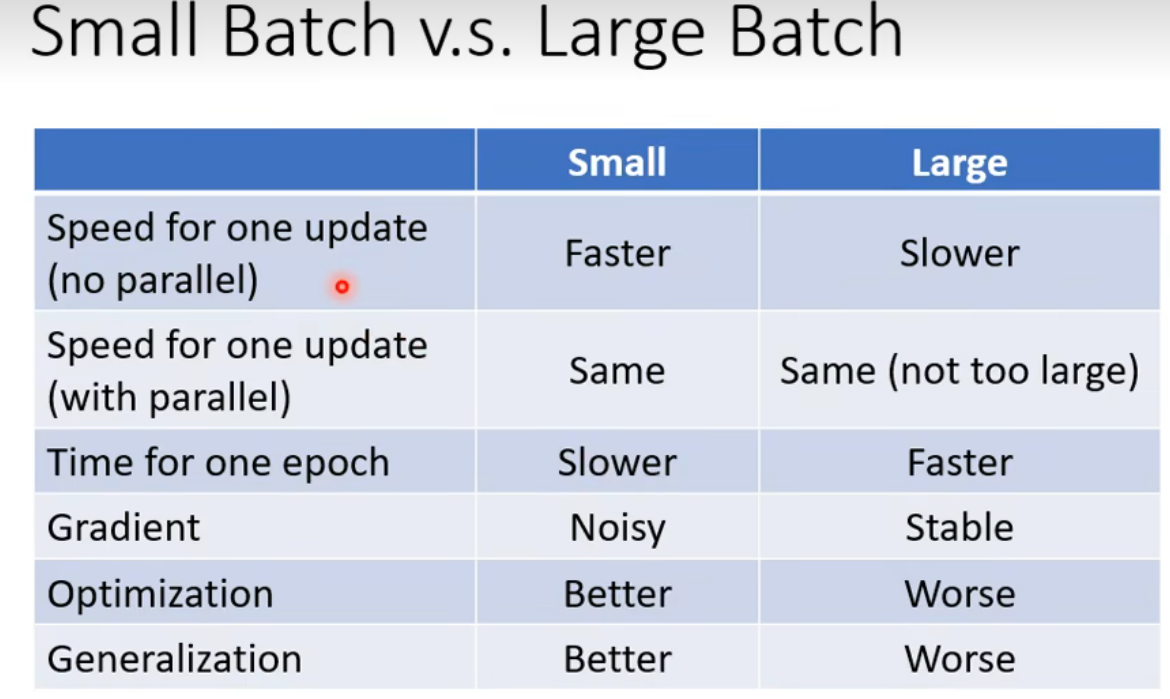 Small Batch v.s. Large Batch
Small Large
Speed for one update
(no parallel) Faster Slower
Speed for one update
(with parallel) Same Same (not too large)
Time for one epoch Slower Faster
Gradient Noisy Stable
Optimization Better Worse
Generalization Better Worse